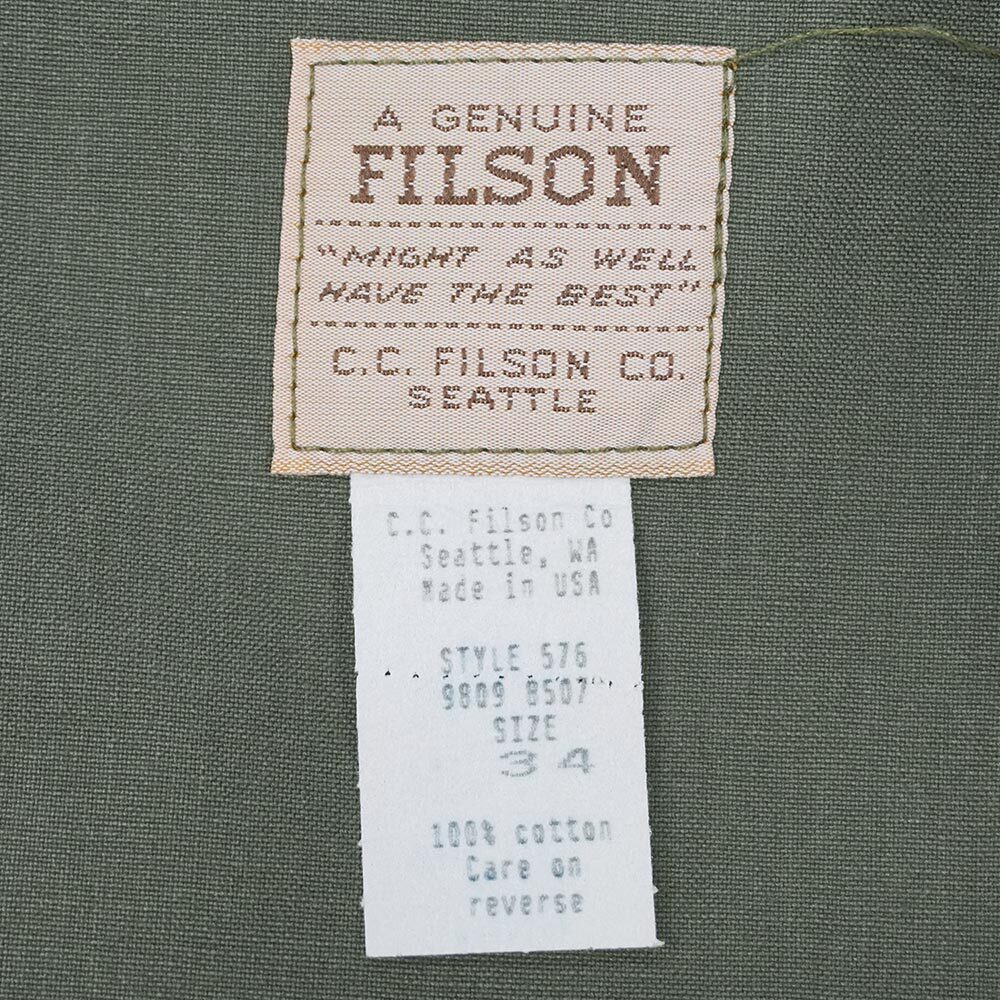 A GENUINE
FILSON
"MIGHT AS WELL
HAVE THE BEST"
C.C. FILSON CO.
SEATTLE
C.C. Filson Co
Seattle, WA
Made in USA
STYLE 576
9809 8507
SIZE
34
100% cotton
Care on
reverse